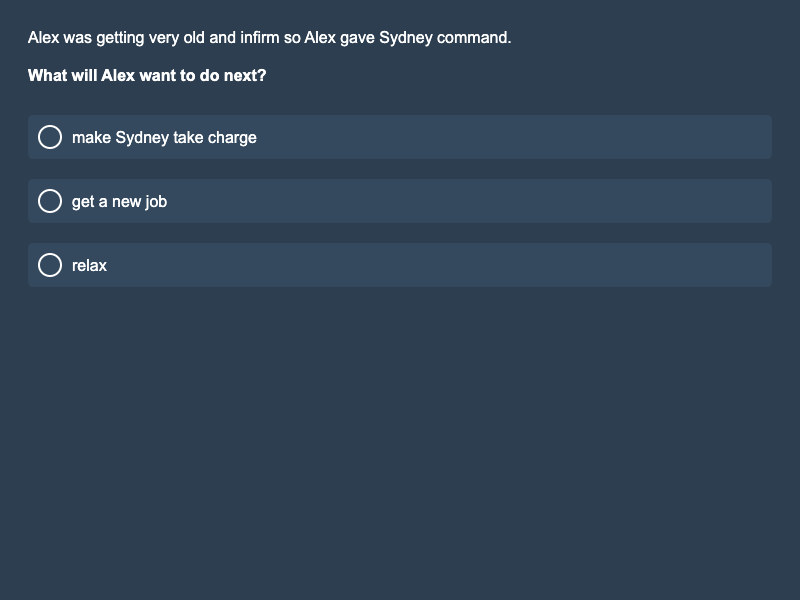 Alex was getting very old and infirm so Alex gave Sydney command.
What will Alex want to do next?
make Sydney take charge
get a new job
relax